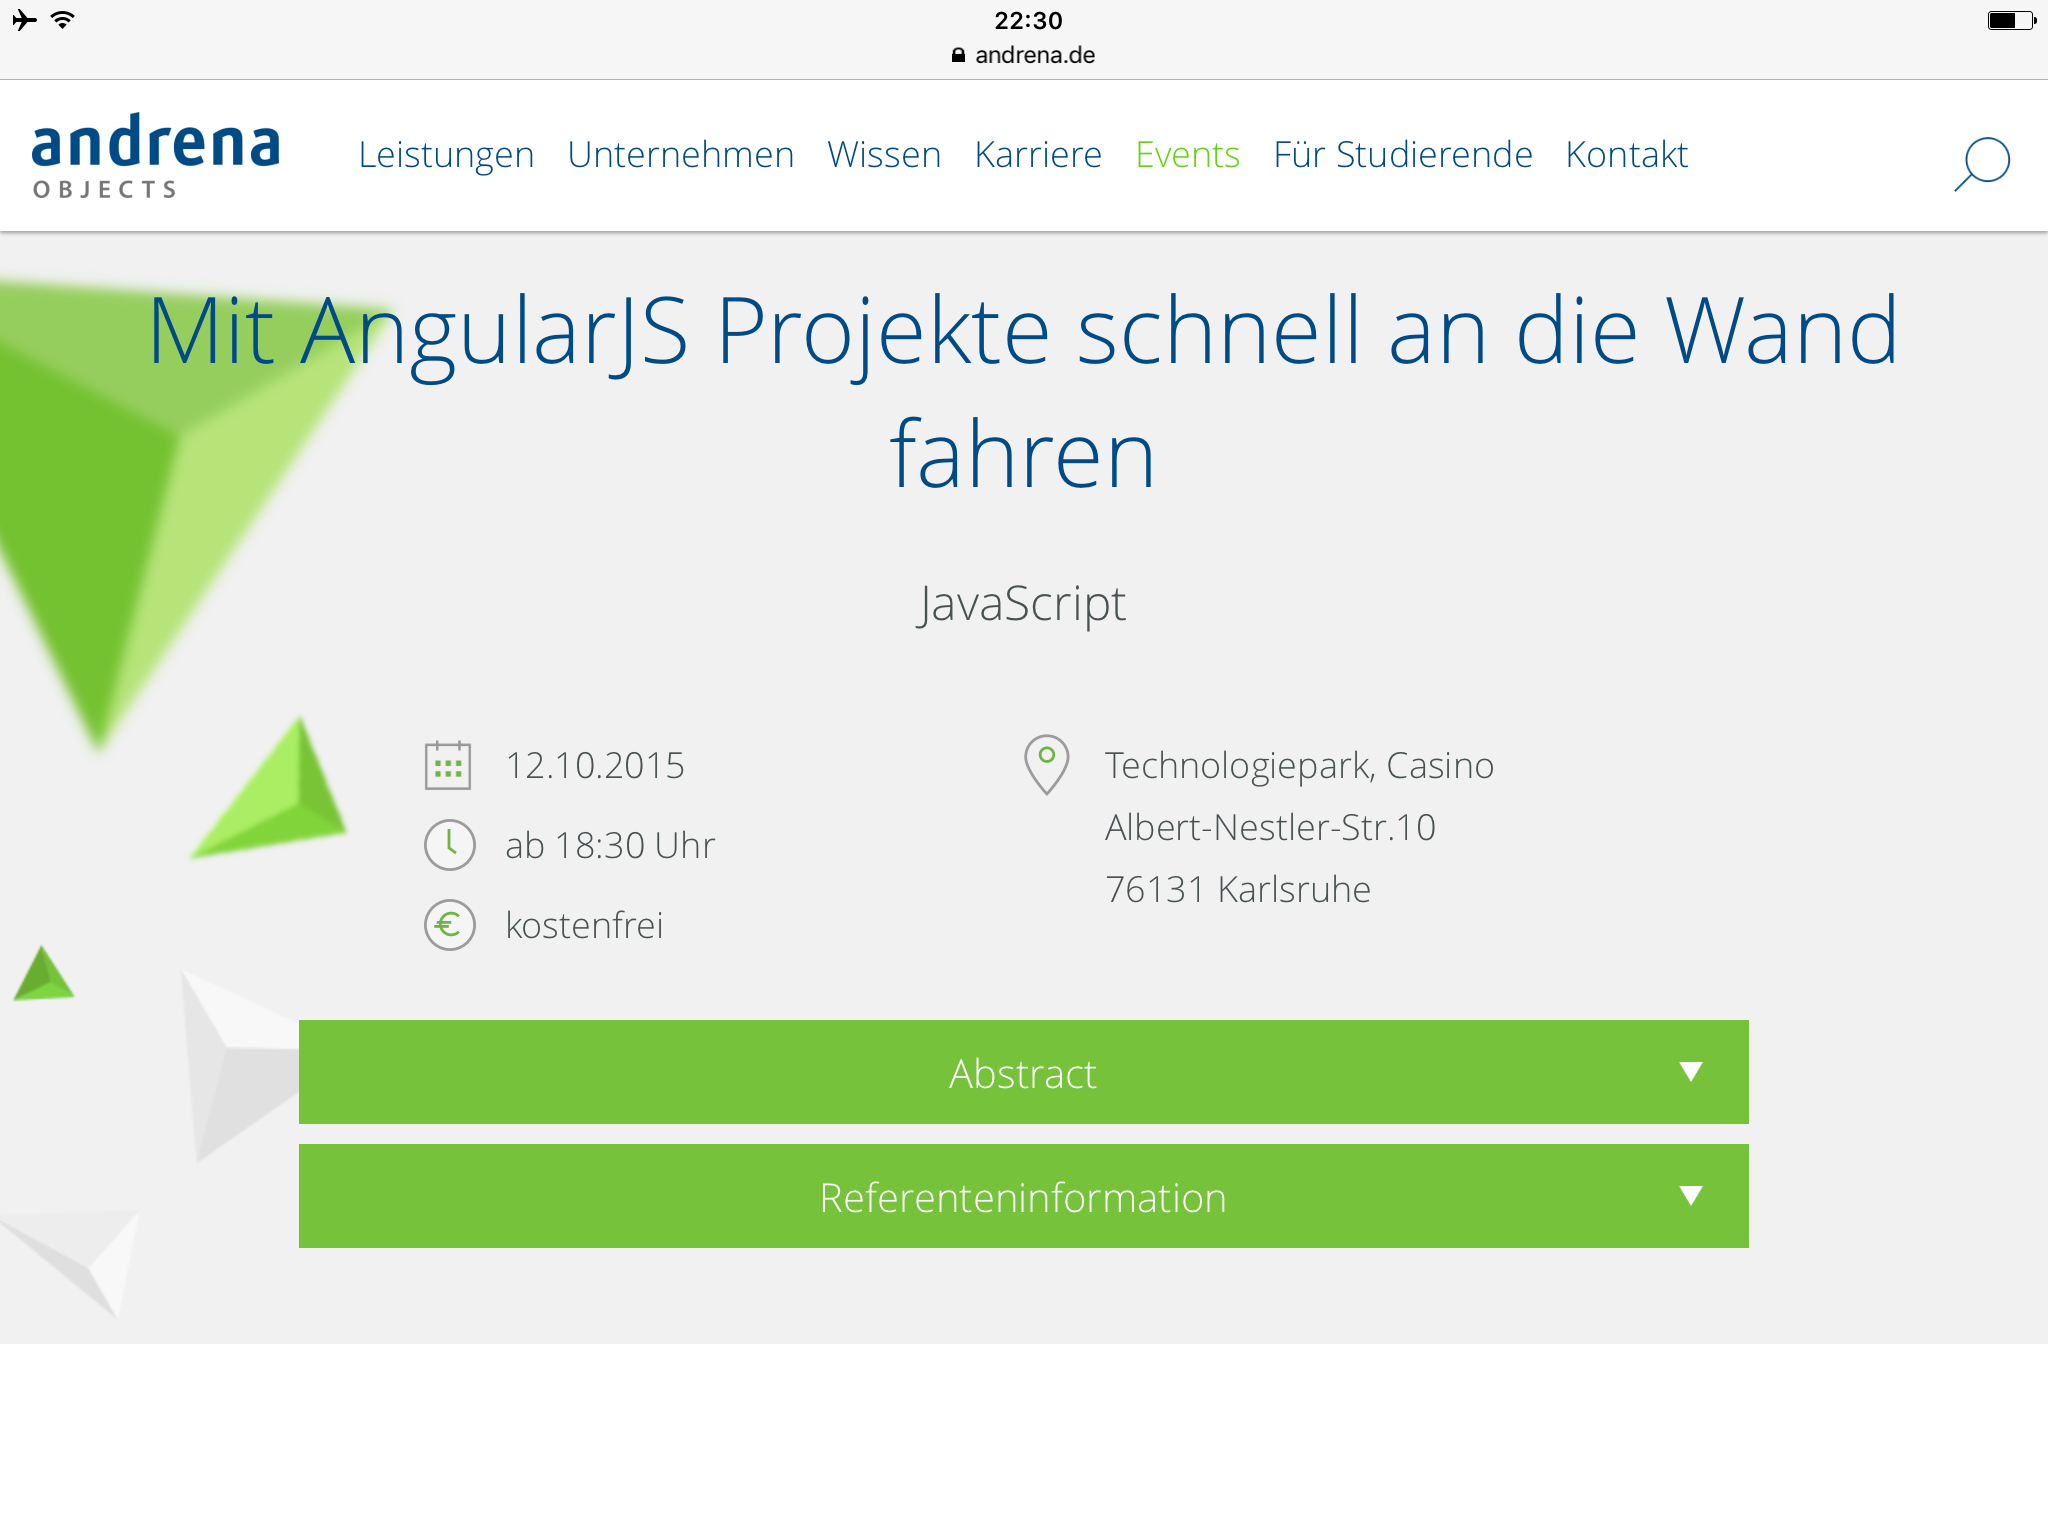 22:30
andrena.de
andrena
OBJECTS
Leistungen Unternehmen Wissen Karriere Events Für Studierende Kontakt
Mit AngularJS Projekte schnell an die Wand
fahren
JavaScript
12.10.2015
ab 18:30 Uhr
€ kostenfrei
Technologiepark, Casino
Albert-Nestler-Str.10
76131 Karlsruhe
Abstract
Referenteninformation